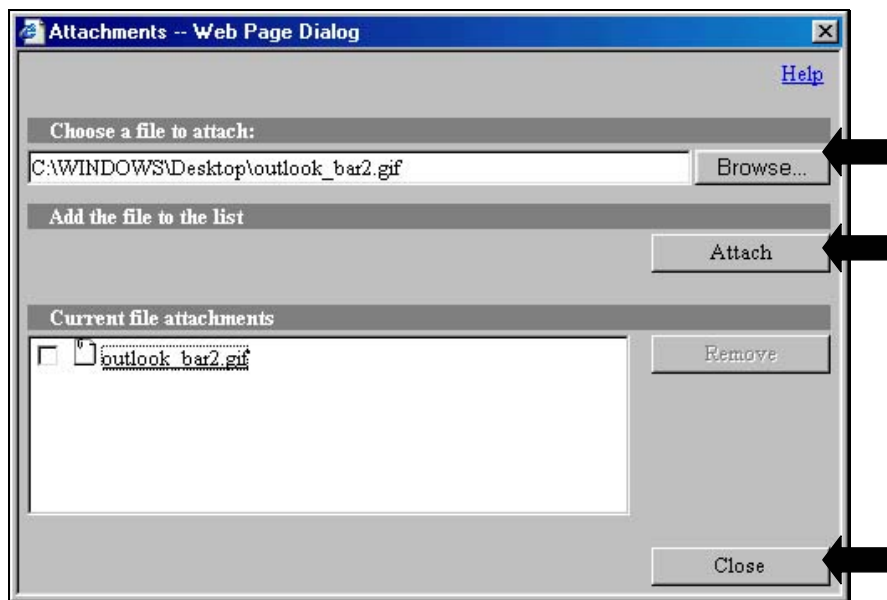 Attachments -- Web Page Dialog
Help
Choose a file to attach:
C:\WINDOWS\Desktop\outlook_bar2.gif Browse...
Add the file to the list
Attach
Current file attachments
outlook_bar2.gif Remove
Close